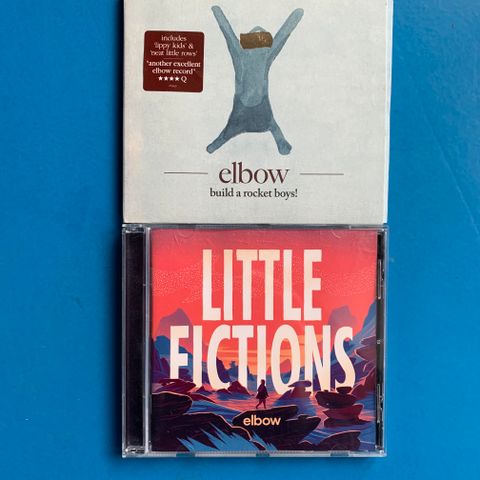 includes
'lippy kids' &
'neat little rows'
'another excellent
elbow record'
★★★★ Q
elbow
build a rocket boys!
LITTLE
FICTIONS
elbow